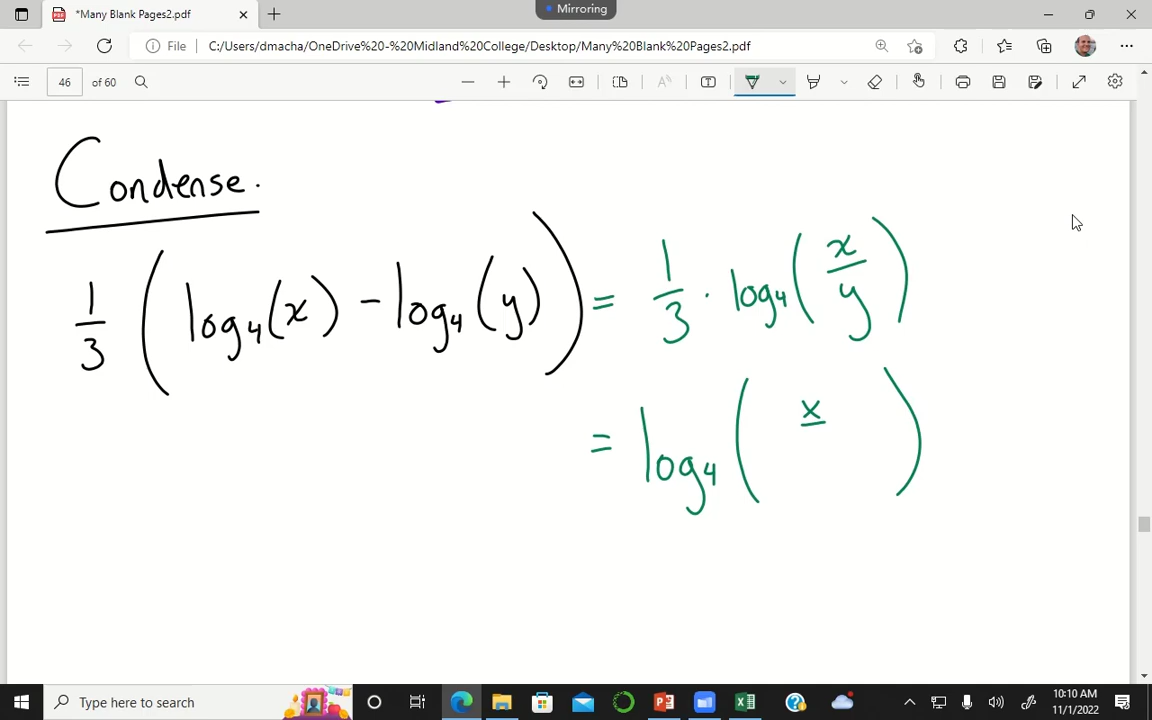 Mirroring
*Many Blank Pages2.pdf
File C:/Users/dmacha/OneDrive%20-%20Midland%20College/Desktop/Many%20Blank%20Pages2.pdf
46 of 60
Condense.
1/3 (log₄(x) - log₄(y)) = 1/3 · log₄(x/y)
= log₄(x )
Type here to search
10:10 AM
11/1/2022